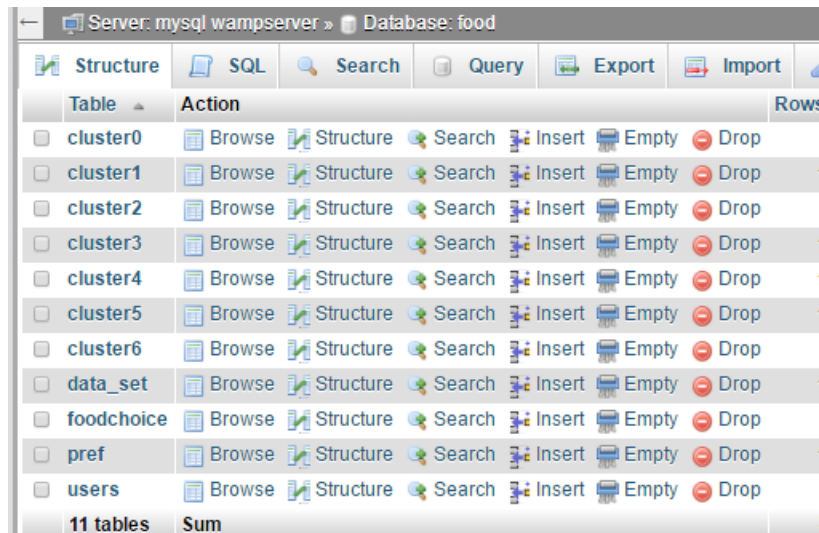 ← Server: mysql wampserver » Database: food
Structure SQL Search Query Export Import
Table Action Rows
cluster0 Browse Structure Search Insert Empty Drop
cluster1 Browse Structure Search Insert Empty Drop
cluster2 Browse Structure Search Insert Empty Drop
cluster3 Browse Structure Search Insert Empty Drop
cluster4 Browse Structure Search Insert Empty Drop
cluster5 Browse Structure Search Insert Empty Drop
cluster6 Browse Structure Search Insert Empty Drop
data_set Browse Structure Search Insert Empty Drop
foodchoice Browse Structure Search Insert Empty Drop
pref Browse Structure Search Insert Empty Drop
users Browse Structure Search Insert Empty Drop
11 tables Sum